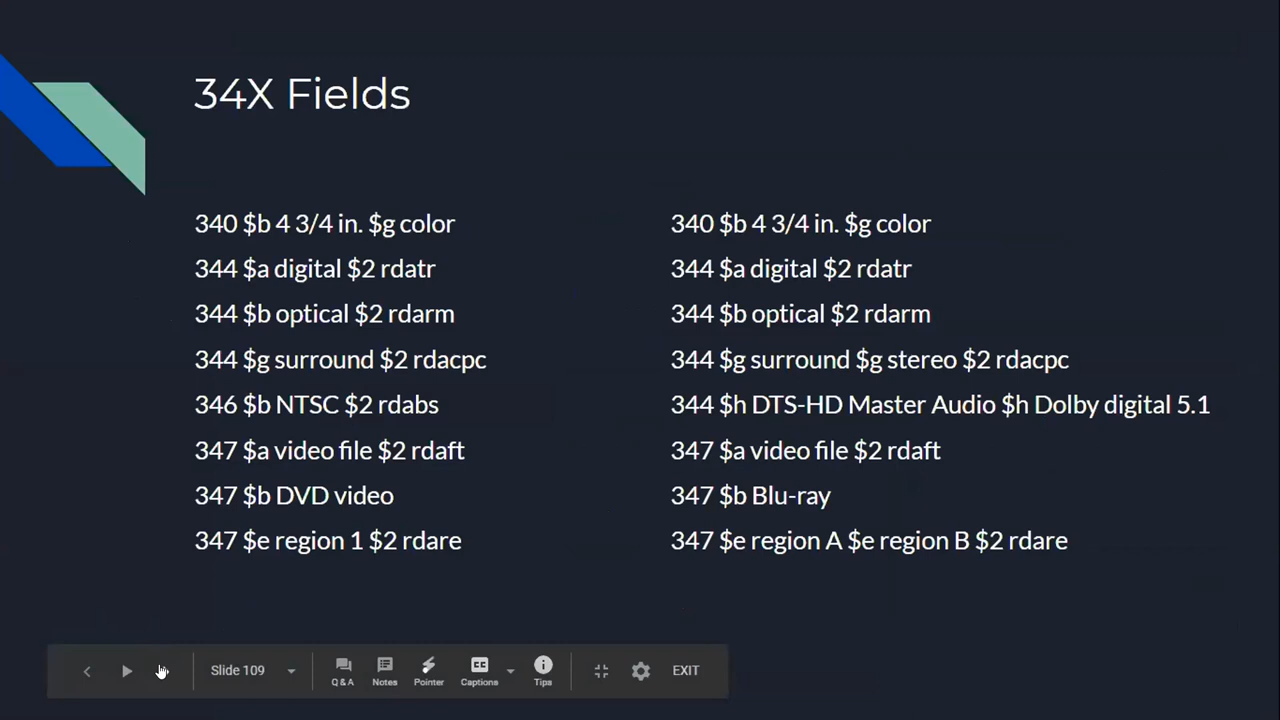 34X Fields
340 $b 4 3/4 in. $g color
344 $a digital $2 rdatr
344 $b optical $2 rdarm
344 $g surround $2 rdacpc
346 $b NTSC $2 rdabs
347 $a video file $2 rdaft
347 $b DVD video
347 $e region 1 $2 rdare
340 $b 4 3/4 in. $g color
344 $a digital $2 rdatr
344 $b optical $2 rdarm
344 $g surround $g stereo $2 rdacpc
344 $h DTS-HD Master Audio $h Dolby digital 5.1
347 $a video file $2 rdaft
347 $b Blu-ray
347 $e region A $e region B $2 rdare
Slide 109
Q & A
Notes
Pointer
CC
Captions
Tips
EXIT